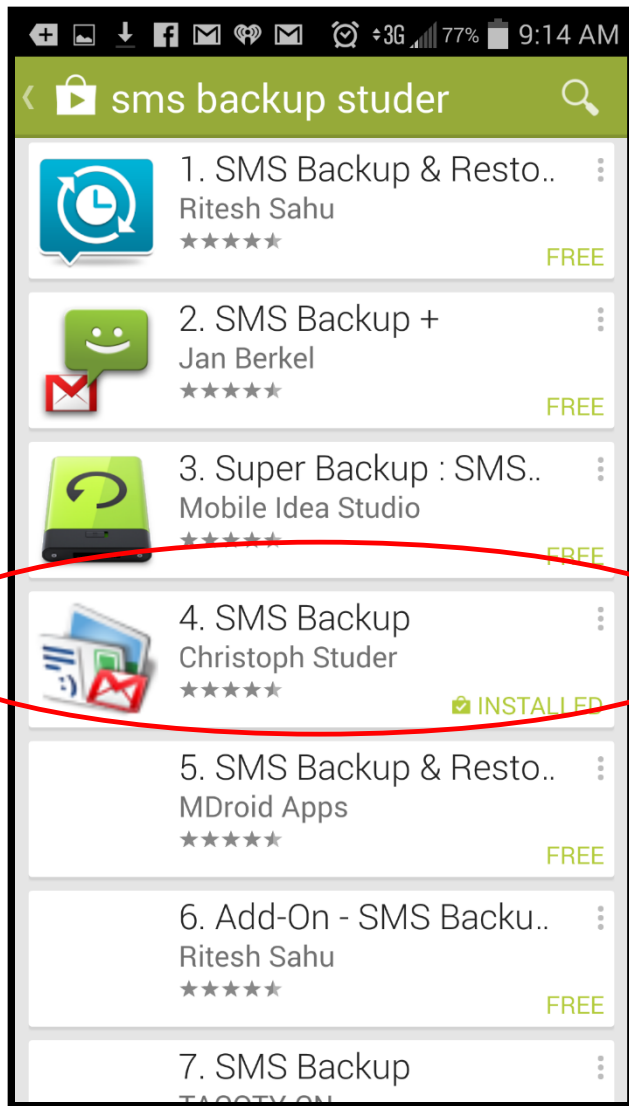 3G 77% 9:14 AM
sms backup studer
1. SMS Backup & Resto..
Ritesh Sahu
FREE
2. SMS Backup +
Jan Berkel
FREE
3. Super Backup : SMS..
Mobile Idea Studio
FREE
4. SMS Backup
Christoph Studer
INSTALLED
5. SMS Backup & Resto..
MDroid Apps
FREE
6. Add-On - SMS Backu..
Ritesh Sahu
FREE
7. SMS Backup